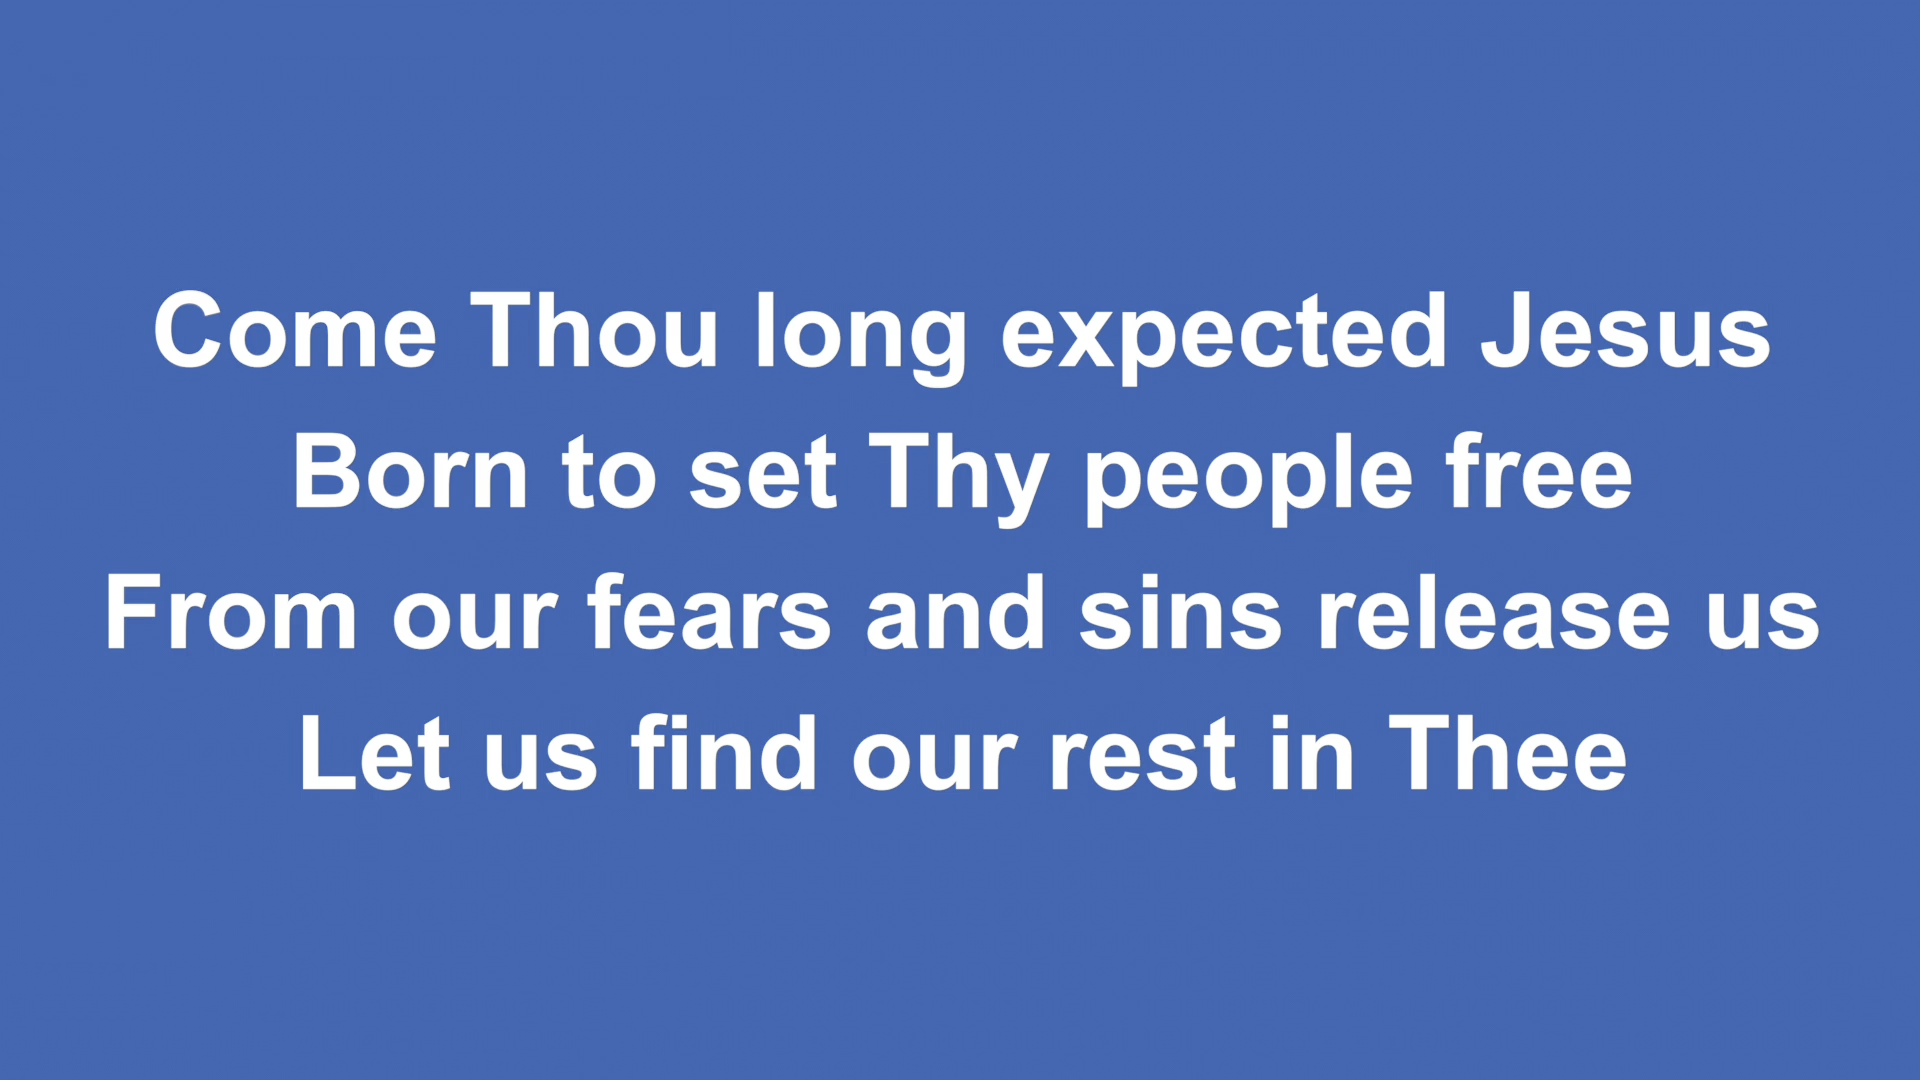 Come Thou long expected Jesus
Born to set Thy people free
From our fears and sins release us
Let us find our rest in Thee